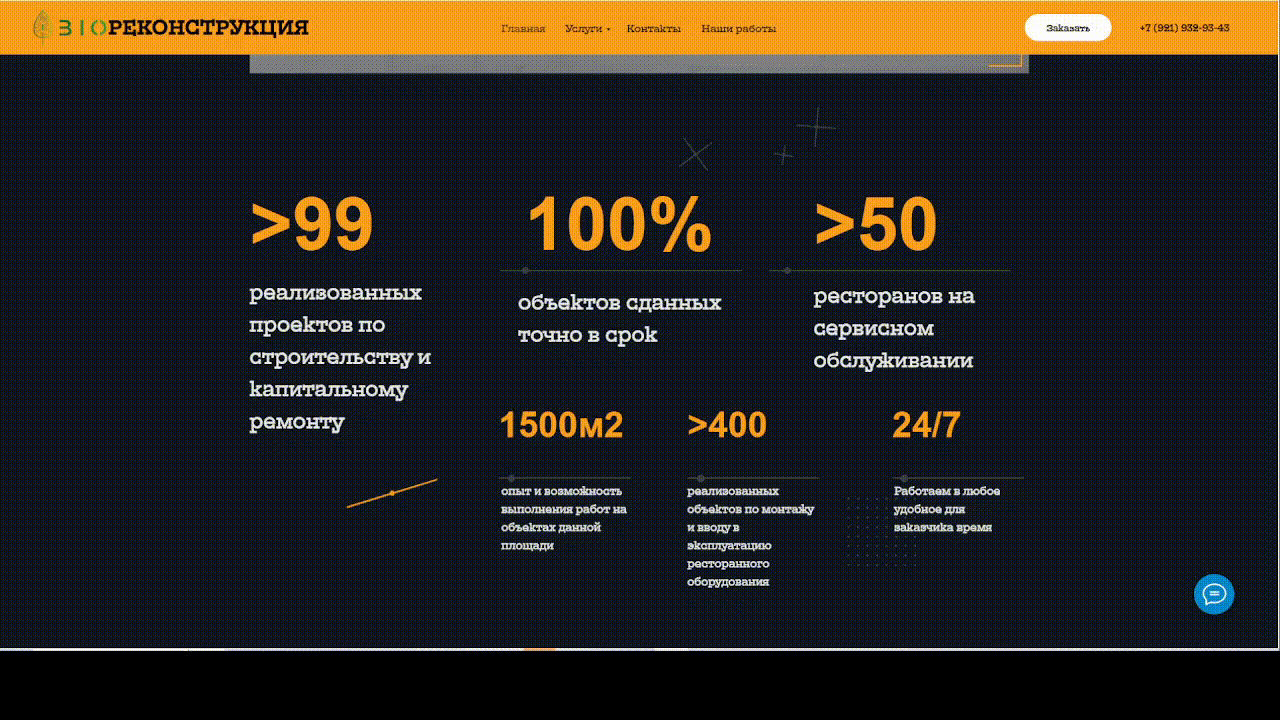 BIOРЕКОНСТРУКЦИЯ
Главная Услуги Контакты Наши работы
Заказать
+7 (921) 932-93-43
>99
реализованных
проектов по
строительству и
капитальному
ремонту
100%
объектов сданных
точно в срок
>50
ресторанов на
сервисном
обслуживании
1500м2
опыт и возможность
выполнения работ на
объектах данной
площади
>400
реализованных
объектов по монтажу
и вводу в
эксплуатацию
ресторанного
оборудования
24/7
Работаем в любое
удобное для
заказчика время